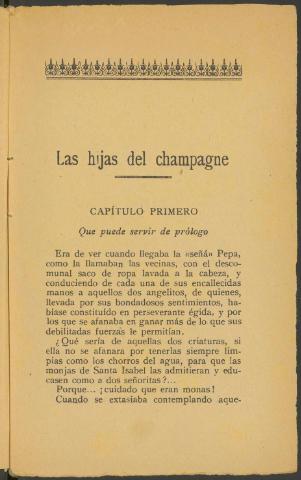 Las hijas del champagne
CAPÍTULO PRIMERO
Que puede servir de prólogo
Era de ver cuando llegaba la «señá» Pepa,
como la llamaban las vecinas, con el desco-
munal saco de ropa lavada a la cabeza, y
conduciendo de cada una de sus encallecidas
manos a aquellos dos angelitos, de quienes,
llevada por sus bondadosos sentimientos, ha-
bíase constituído en perseverante égida, y por
los que se afanaba en ganar más de lo que sus
debilitadas fuerzas le permitían.
¿Qué sería de aquellas dos criaturas, si
ella no se afanara por tenerlas siempre lim-
pias como los chorros del agua, para que las
monjas de Santa Isabel las admitieran y edu-
casen como a dos señoritas?...
Porque... ¡cuidado que eran monas!
Cuando se extasiaba contemplando aque-